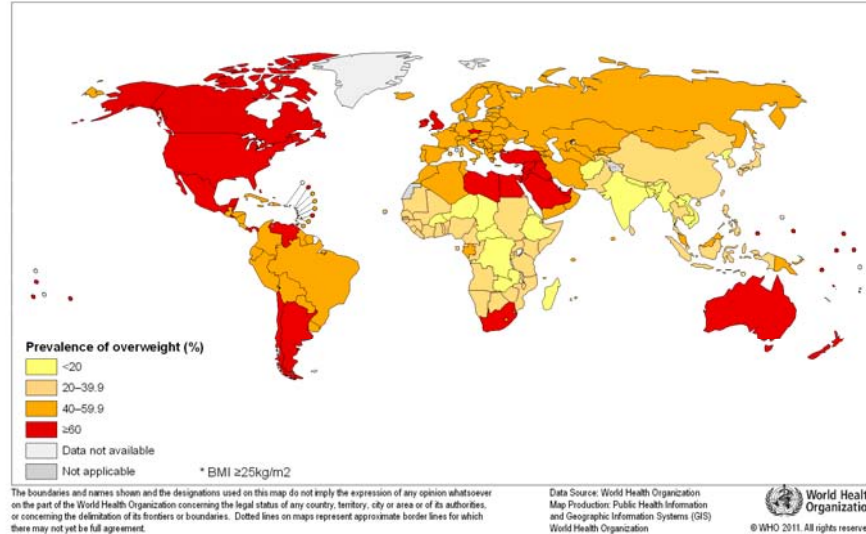 Prevalence of overweight (%)
<20
20–39.9
40–59.9
≥60
Data not available
Not applicable
* BMI ≥25kg/m2
The boundaries and names shown and the designations used on this map do not imply the expression of any opinion whatsoever
on the part of the World Health Organization concerning the legal status of any country, territory, city or area or of its authorities,
or concerning the delimitation of its frontiers or boundaries. Dotted lines on maps represent approximate border lines for which
there may not yet be full agreement.
Data Source: World Health Organization
Map Production: Public Health Information
and Geographic Information Systems (GIS)
World Health Organization
World Healt
Organizatio
© WHO 2011. All rights reserve